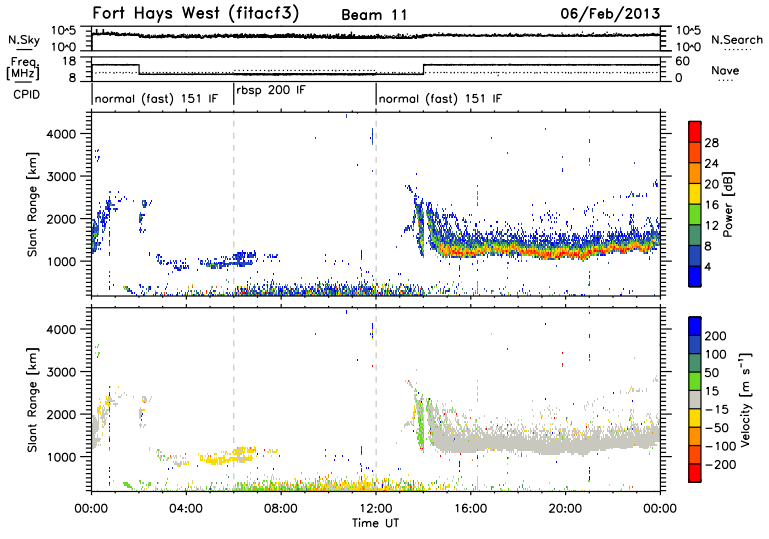 Fort Hays West (fitacf3) Beam 11 06/Feb/2013
N.Sky 10^5 10^0 10^5 10^0 N.Search
Freq. [MHz] 18 8 60 0 Nave
CPID normal (fast) 151 IF rbsp 200 IF normal (fast) 151 IF
Slant Range [km]
4000
3000
2000
1000
28
24
20
16
12
8
4
Power [dB]
Slant Range [km]
4000
3000
2000
1000
200
100
50
15
-15
-50
-100
-200
Velocity [m s⁻¹]
00:00 04:00 08:00 12:00 16:00 20:00 00:00
Time UT